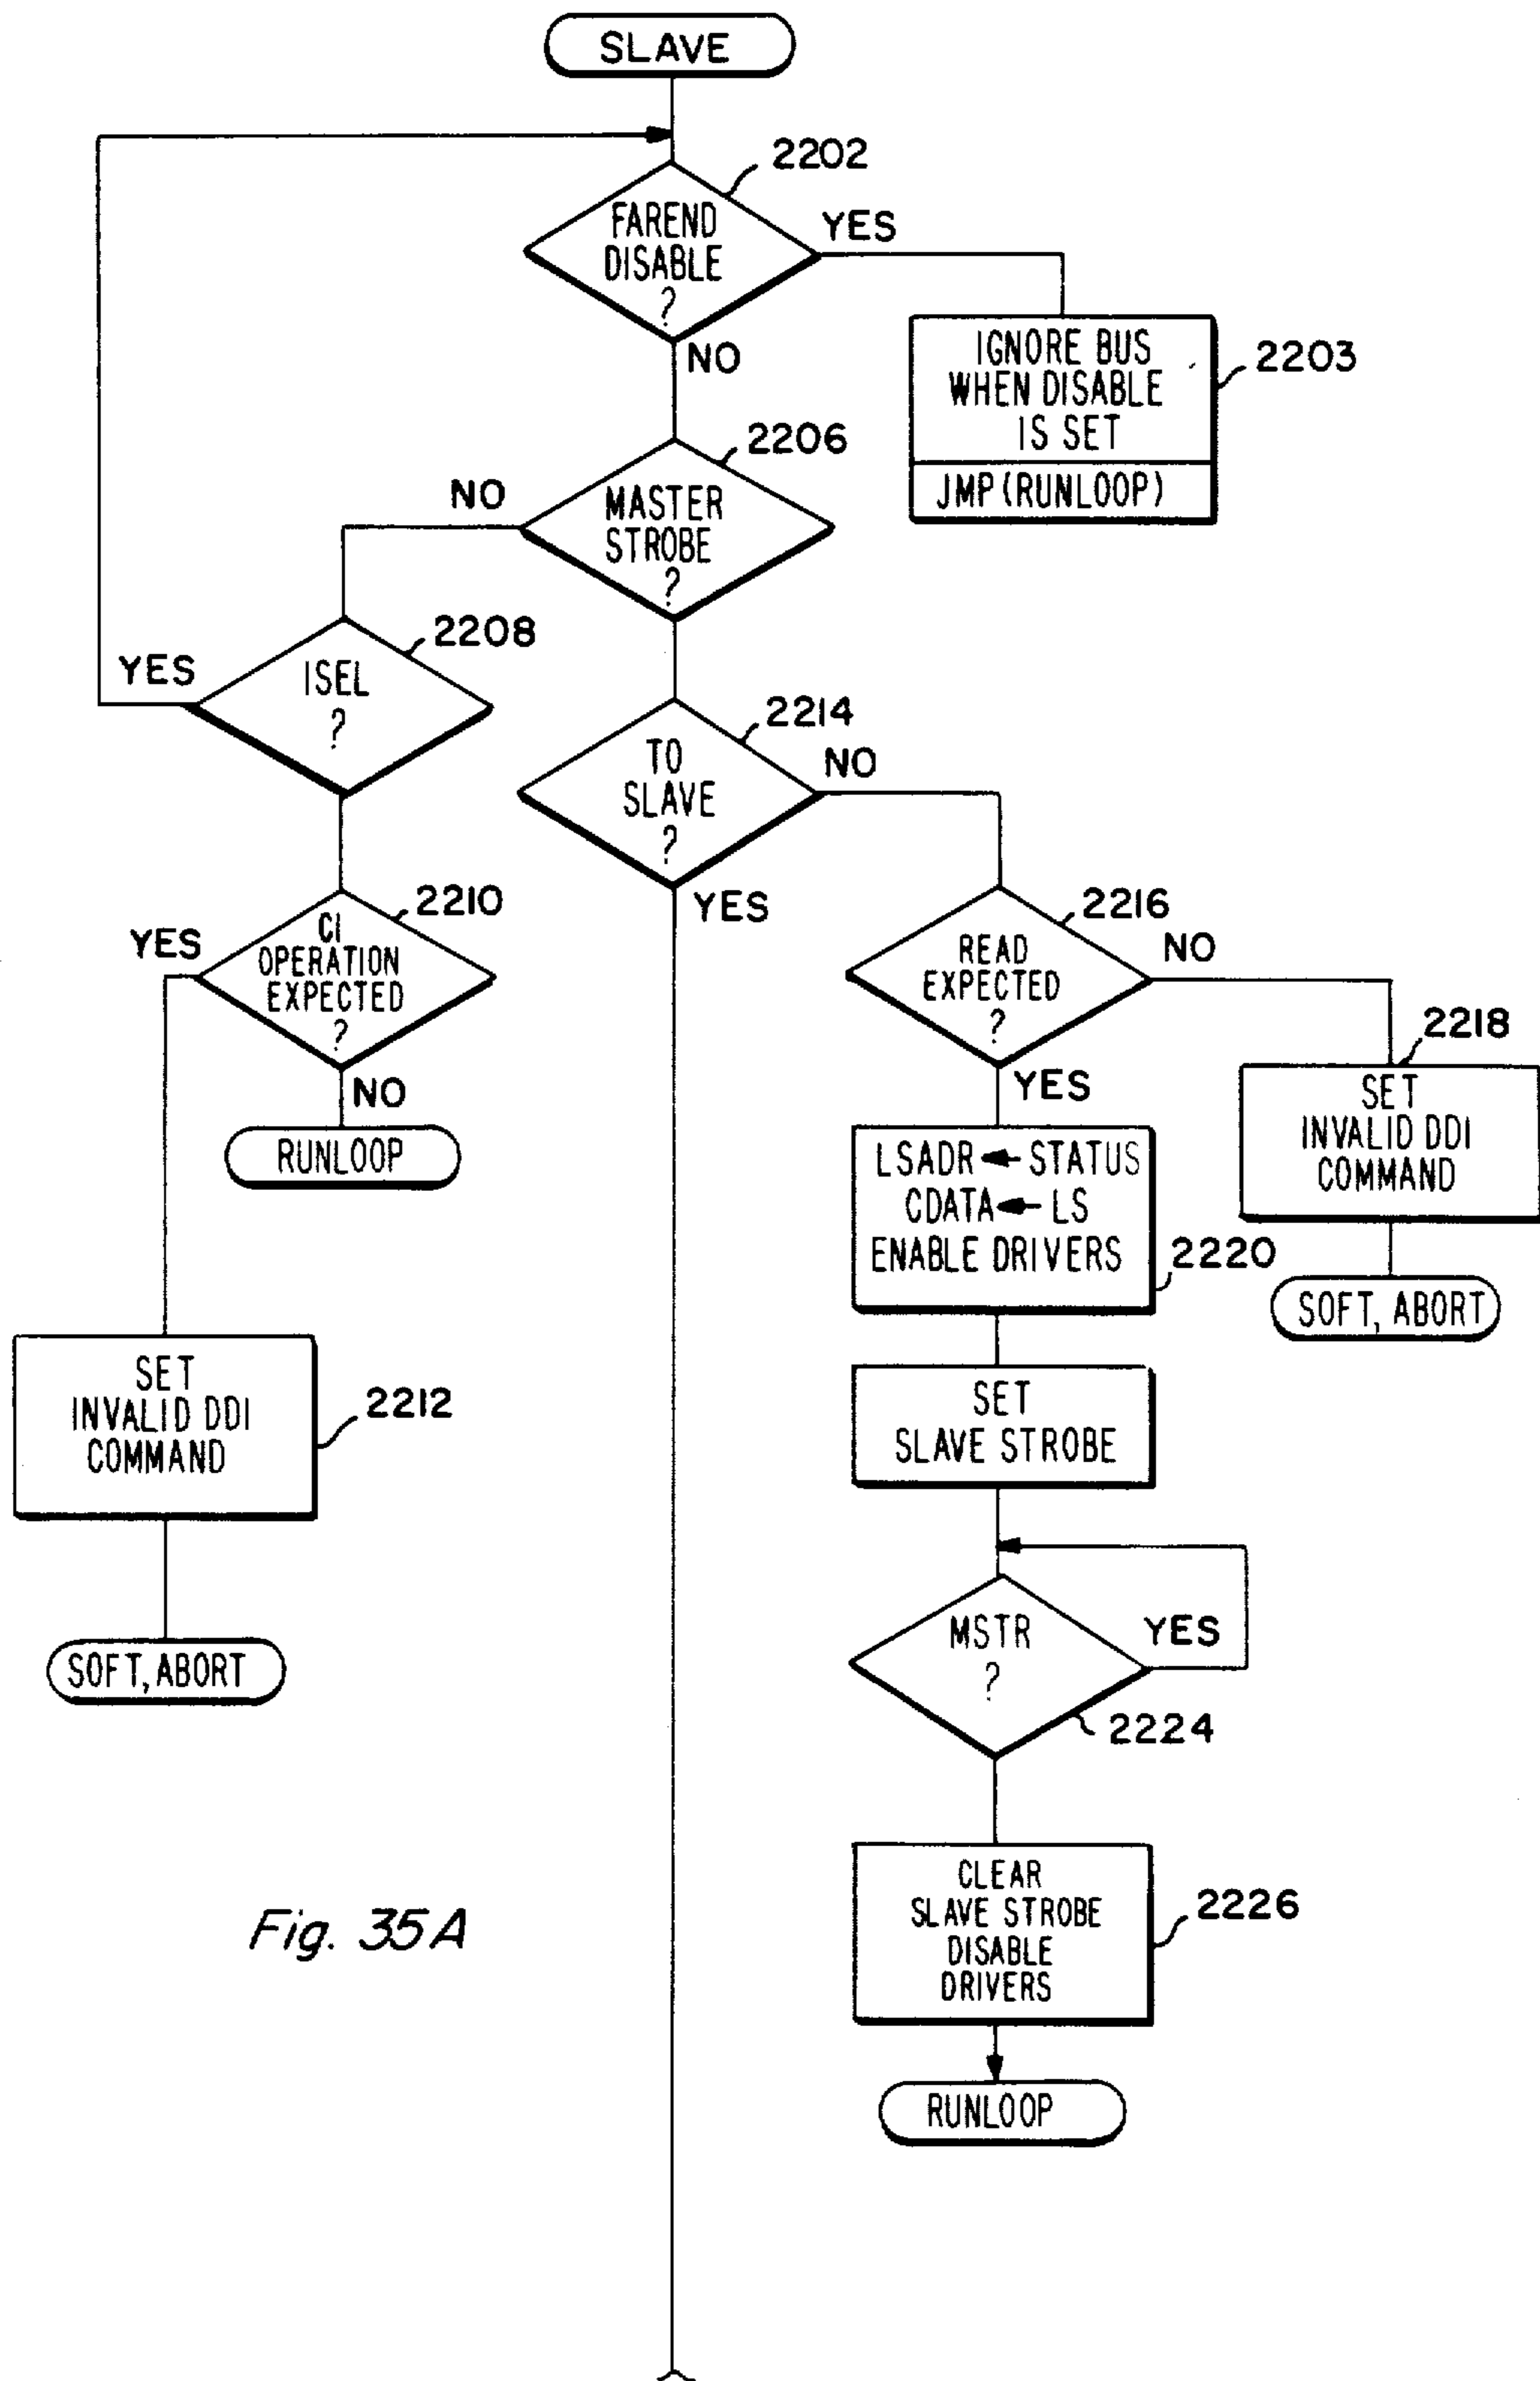 SLAVE
2202
FAREND
DISABLE
?
YES
NO
IGNORE BUS
WHEN DISABLE
IS SET
JMP (RUNLOOP)
2203
2206
MASTER
STROBE
?
NO
2208
ISEL
?
YES
2214
TO
SLAVE
?
NO
YES
2210
CI
OPERATION
EXPECTED
?
YES
NO
RUNLOOP
2216
READ
EXPECTED
?
NO
YES
2218
SET
INVALID DDI
COMMAND
SOFT, ABORT
LSADR ← STATUS
CDATA ← LS
ENABLE DRIVERS
2220
SET
INVALID DDI
COMMAND
2212
SOFT, ABORT
SET
SLAVE STROBE
MSTR
?
YES
2224
CLEAR
SLAVE STROBE
DISABLE
DRIVERS
2226
RUNLOOP
Fig. 35A